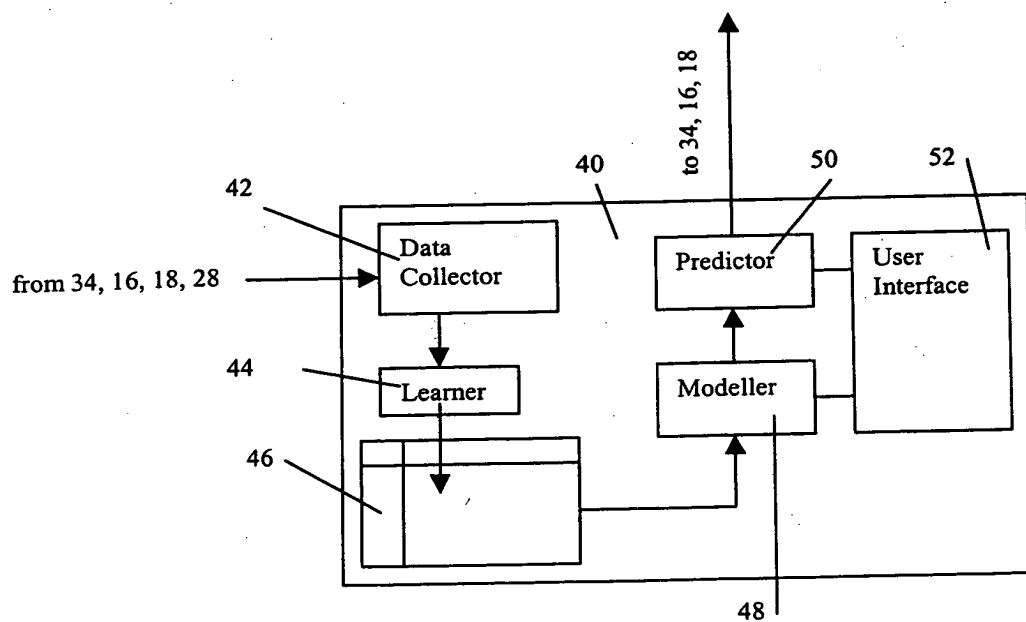 to 34, 16, 18
40
50
52
42
Data
Collector
Predictor
User
Interface
from 34, 16, 18, 28
44
Learner
Modeller
46
48